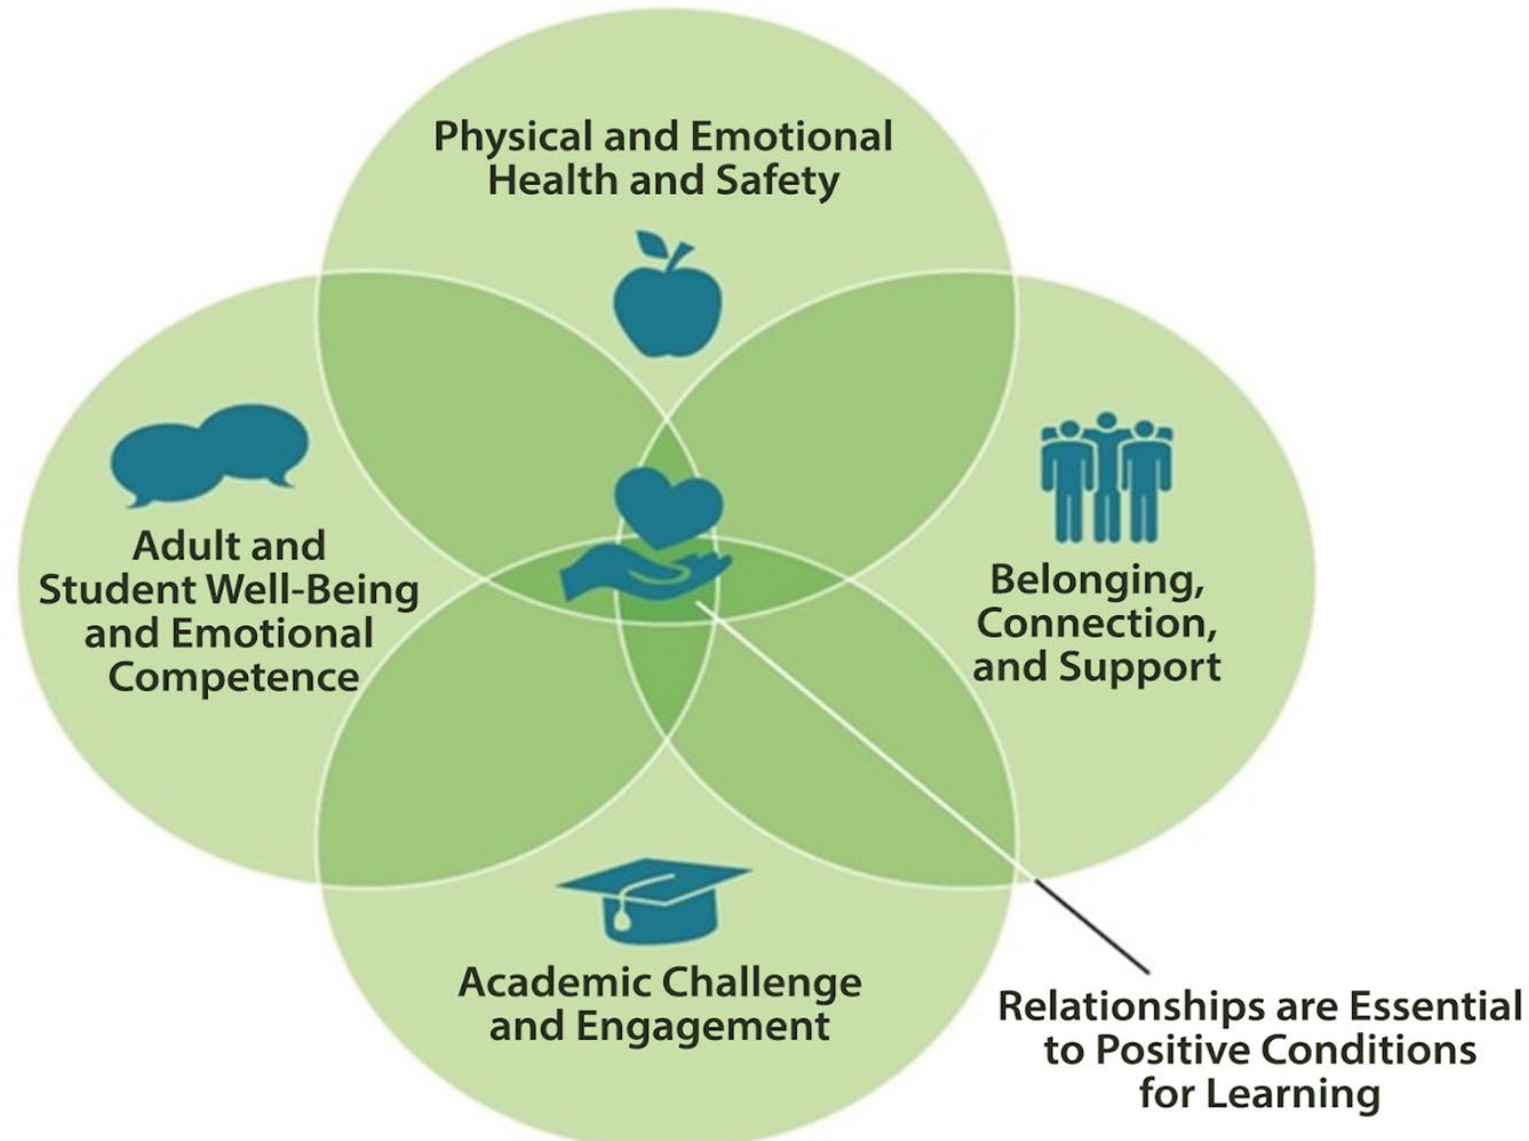 Physical and Emotional
Health and Safety
Adult and
Student Well-Being
and Emotional
Competence
Belonging,
Connection,
and Support
Academic Challenge
and Engagement
Relationships are Essential
to Positive Conditions
for Learning